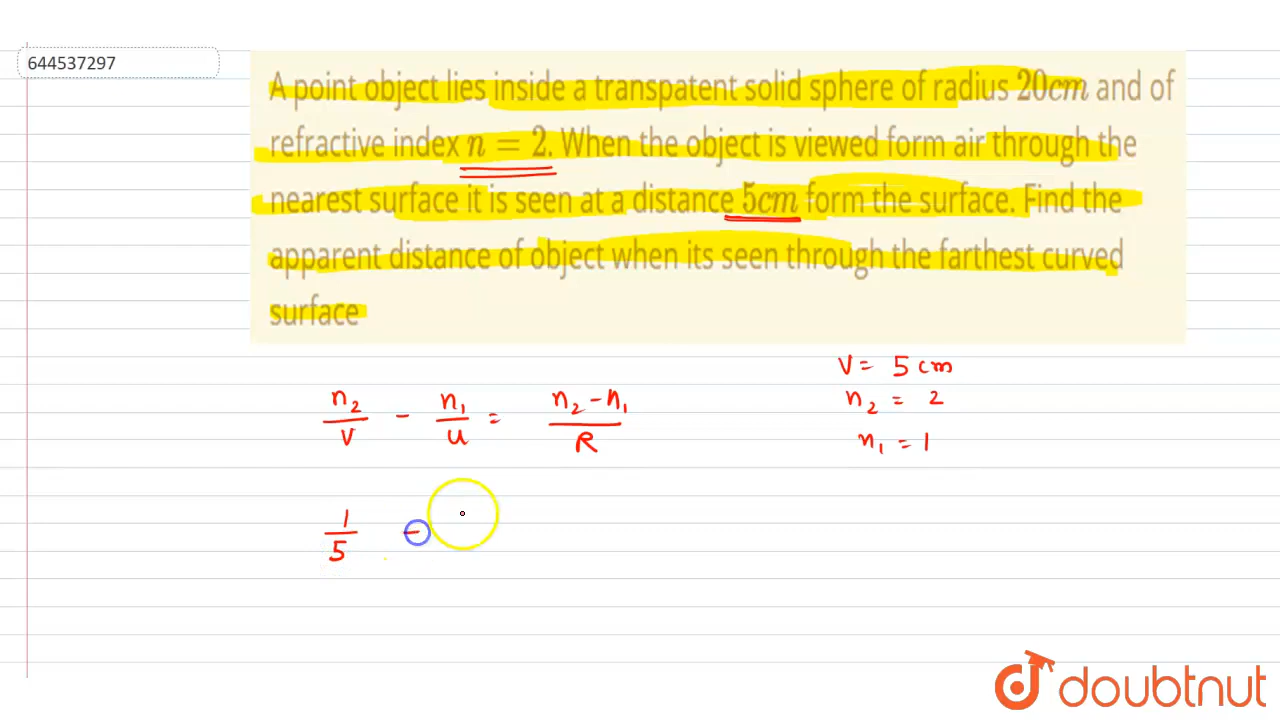 644537297
A point object lies inside a transpatent solid sphere of radius 20cm and of
refractive index n = 2. When the object is viewed form air through the
nearest surface it is seen at a distance 5cm form the surface. Find the
apparent distance of object when its seen through the farthest curved
surface
V = 5 cm
n₂ = 2
n₁ = 1
n₂/V - n₁/u = n₂ - n₁/R
1/5 -
doubtnut